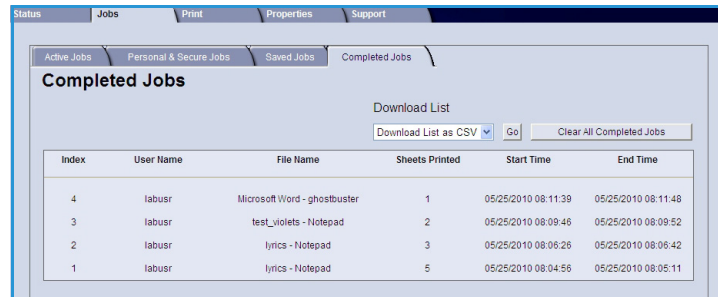 Status Jobs Print Properties Support
Active Jobs Personal & Secure Jobs Saved Jobs Completed Jobs
Completed Jobs
Download List
Download List as CSV Go Clear All Completed Jobs
Index User Name File Name Sheets Printed Start Time End Time
4 labusr Microsoft Word - ghostbuster 1 05/25/2010 08:11:39 05/25/2010 08:11:48
3 labusr test_violets - Notepad 2 05/25/2010 08:09:46 05/25/2010 08:09:52
2 labusr lyrics - Notepad 3 05/25/2010 08:06:26 05/25/2010 08:06:42
1 labusr lyrics - Notepad 5 05/25/2010 08:04:56 05/25/2010 08:05:11